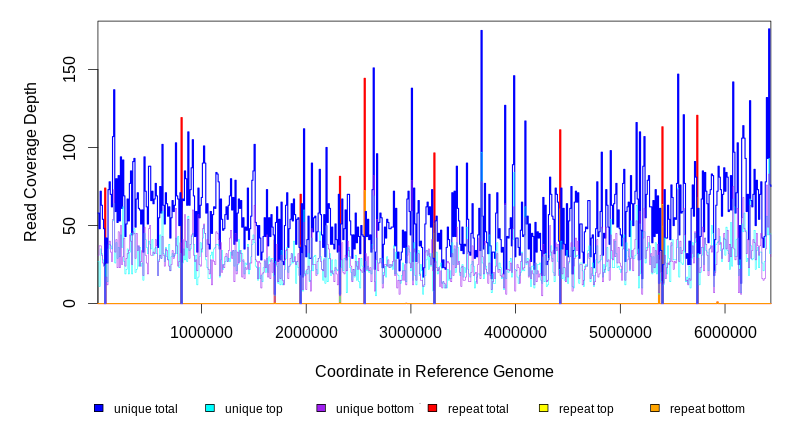 Read Coverage Depth
150
100
50
0
1000000 2000000 3000000 4000000 5000000 6000000
Coordinate in Reference Genome
unique total unique top unique bottom repeat total repeat top repeat bottom